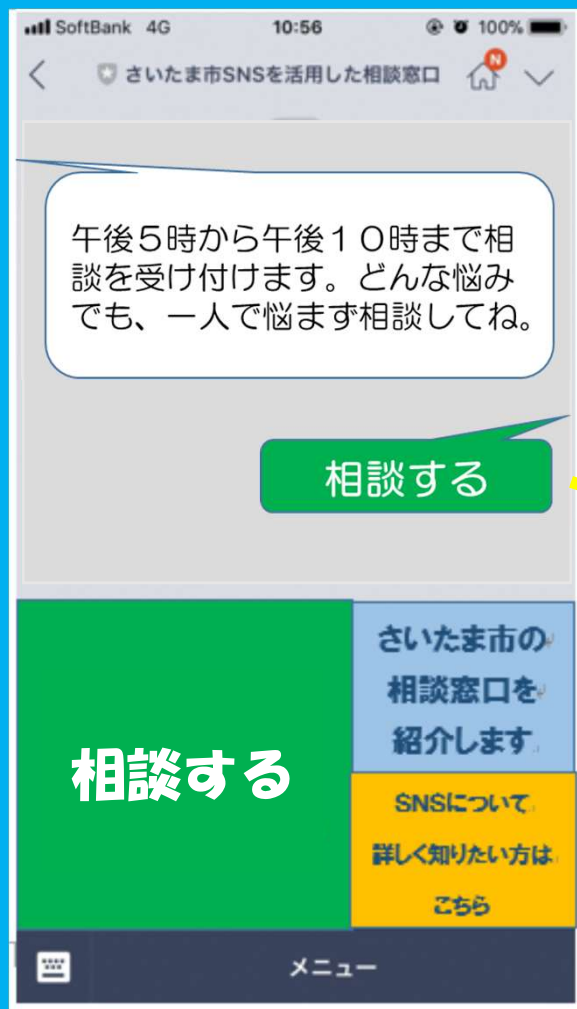 SoftBank 4G 10:56 100%
さいたま市SNSを活用した相談窓口 N
午後５時から午後１０時まで相
談を受け付けます。どんな悩み
でも、一人で悩まず相談してね。
相談する
相談する
さいたま市の
相談窓口を
紹介します
SNSについて
詳しく知りたい方は
こちら
メニュー